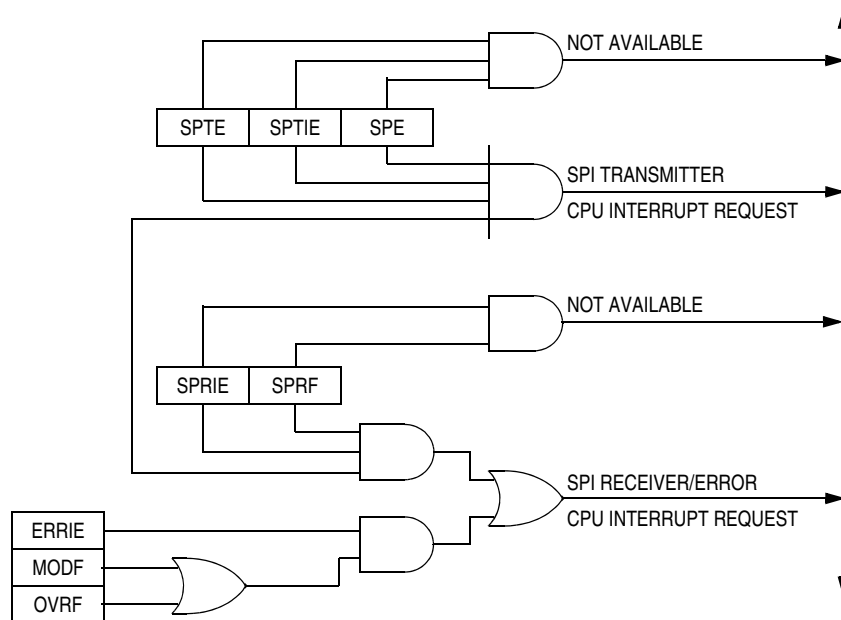 NOT AVAILABLE
SPTE SPTIE SPE
SPI TRANSMITTER
CPU INTERRUPT REQUEST
NOT AVAILABLE
SPRIE SPRF
SPI RECEIVER/ERROR
CPU INTERRUPT REQUEST
ERRIE
MODF
OVRF